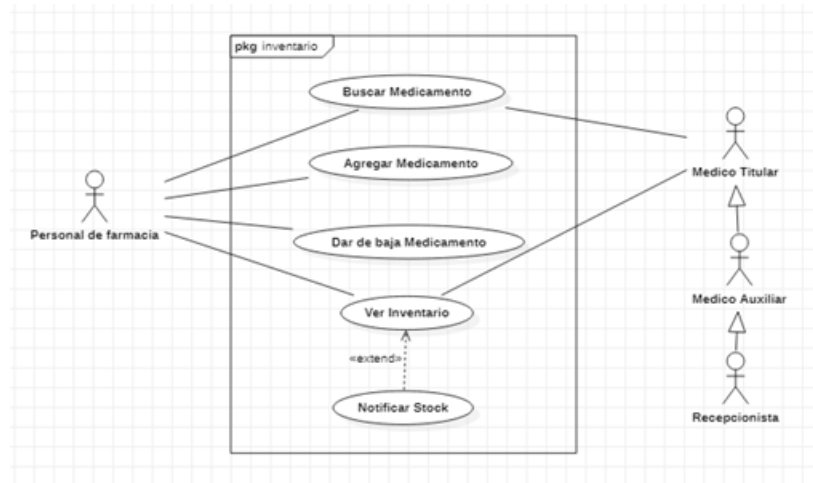 pkg inventario
Buscar Medicamento
Agregar Medicamento
Dar de baja Medicamento
Ver Inventario
«extend»
Notificar Stock
Personal de farmacia
Medico Titular
Medico Auxiliar
Recepcionista